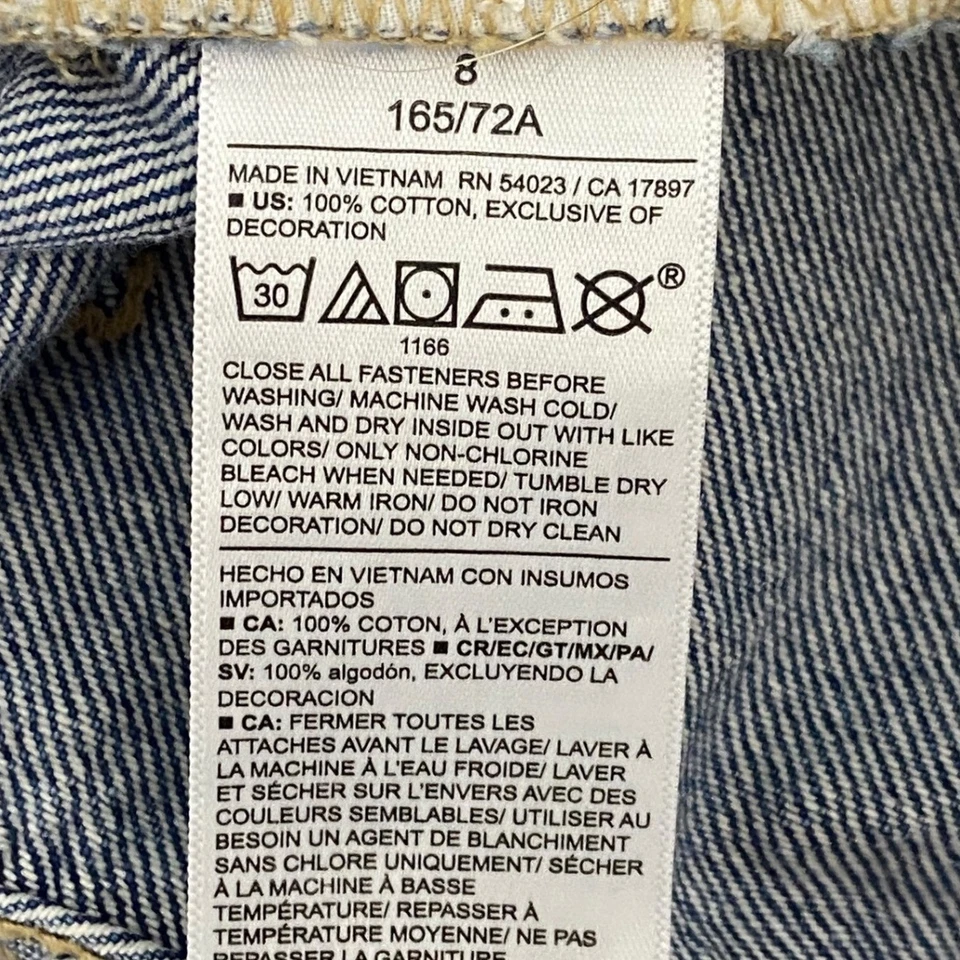 8
165/72A
MADE IN VIETNAM RN 54023 / CA 17897
■ US: 100% COTTON, EXCLUSIVE OF
DECORATION
30
®
1166
CLOSE ALL FASTENERS BEFORE
WASHING/ MACHINE WASH COLD/
WASH AND DRY INSIDE OUT WITH LIKE
COLORS/ ONLY NON-CHLORINE
BLEACH WHEN NEEDED/ TUMBLE DRY
LOW/ WARM IRON/ DO NOT IRON
DECORATION/ DO NOT DRY CLEAN
HECHO EN VIETNAM CON INSUMOS
IMPORTADOS
■ CA: 100% COTON, À L'EXCEPTION
DES GARNITURES ■ CR/EC/GT/MX/PA/
SV: 100% algodón, EXCLUYENDO LA
DECORACION
■ CA: FERMER TOUTES LES
ATTACHES AVANT LE LAVAGE/ LAVER À
LA MACHINE À L'EAU FROIDE/ LAVER
ET SÉCHER SUR L'ENVERS AVEC DES
COULEURS SEMBLABLES/ UTILISER AU
BESOIN UN AGENT DE BLANCHIMENT
SANS CHLORE UNIQUEMENT/ SÉCHER
À LA MACHINE À BASSE
TEMPÉRATURE/ REPASSER À
TEMPÉRATURE MOYENNE/ NE PAS
REPASSER LA GARNITURE